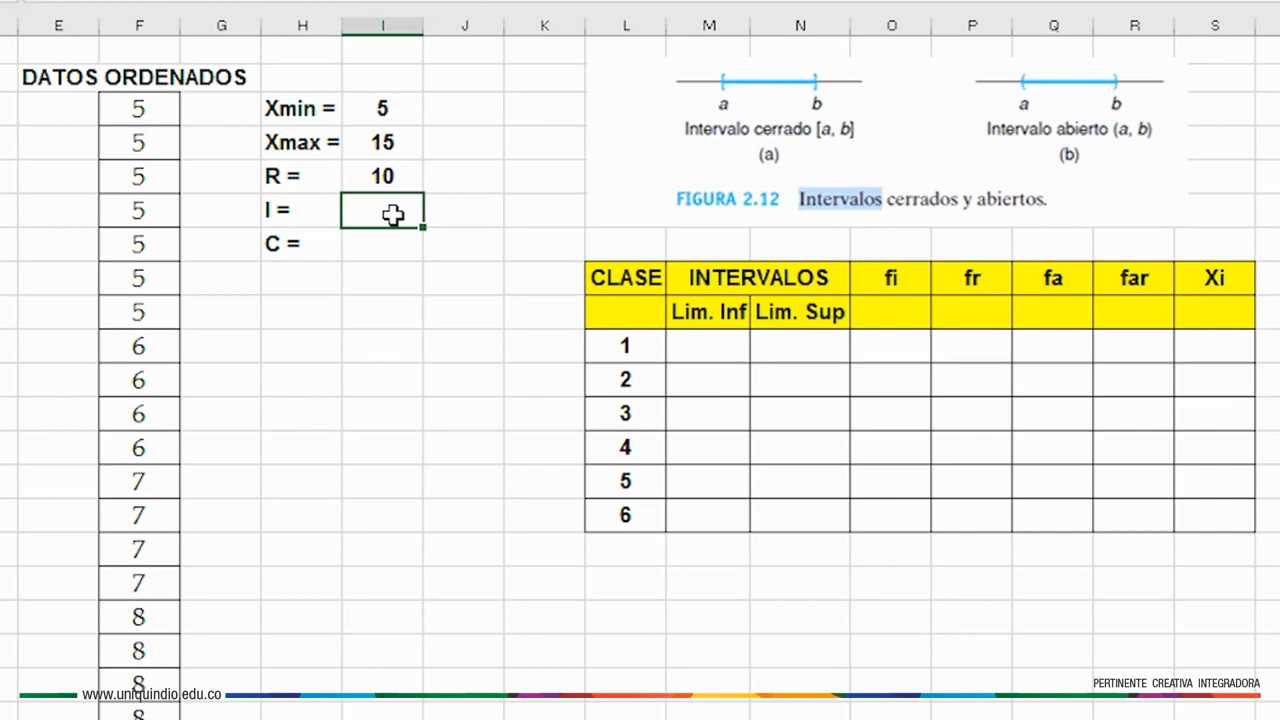 E F G H I J K L M N O P Q R S
DATOS ORDENADOS
5 Xmin = 5
5 Xmax = 15
5 R = 10
5 I =
5 C =
5
5
6
6
6
6
7
7
7
7
8
8
8
8
a b
Intervalo cerrado [a, b]
(a)
a b
Intervalo abierto (a, b)
(b)
FIGURA 2.12 Intervalos cerrados y abiertos.
CLASE INTERVALOS fi fr fa far Xi
Lim. Inf Lim. Sup
1
2
3
4
5
6
www.uniquindio.edu.co
PERTINENTE CREATIVA INTEGRADORA